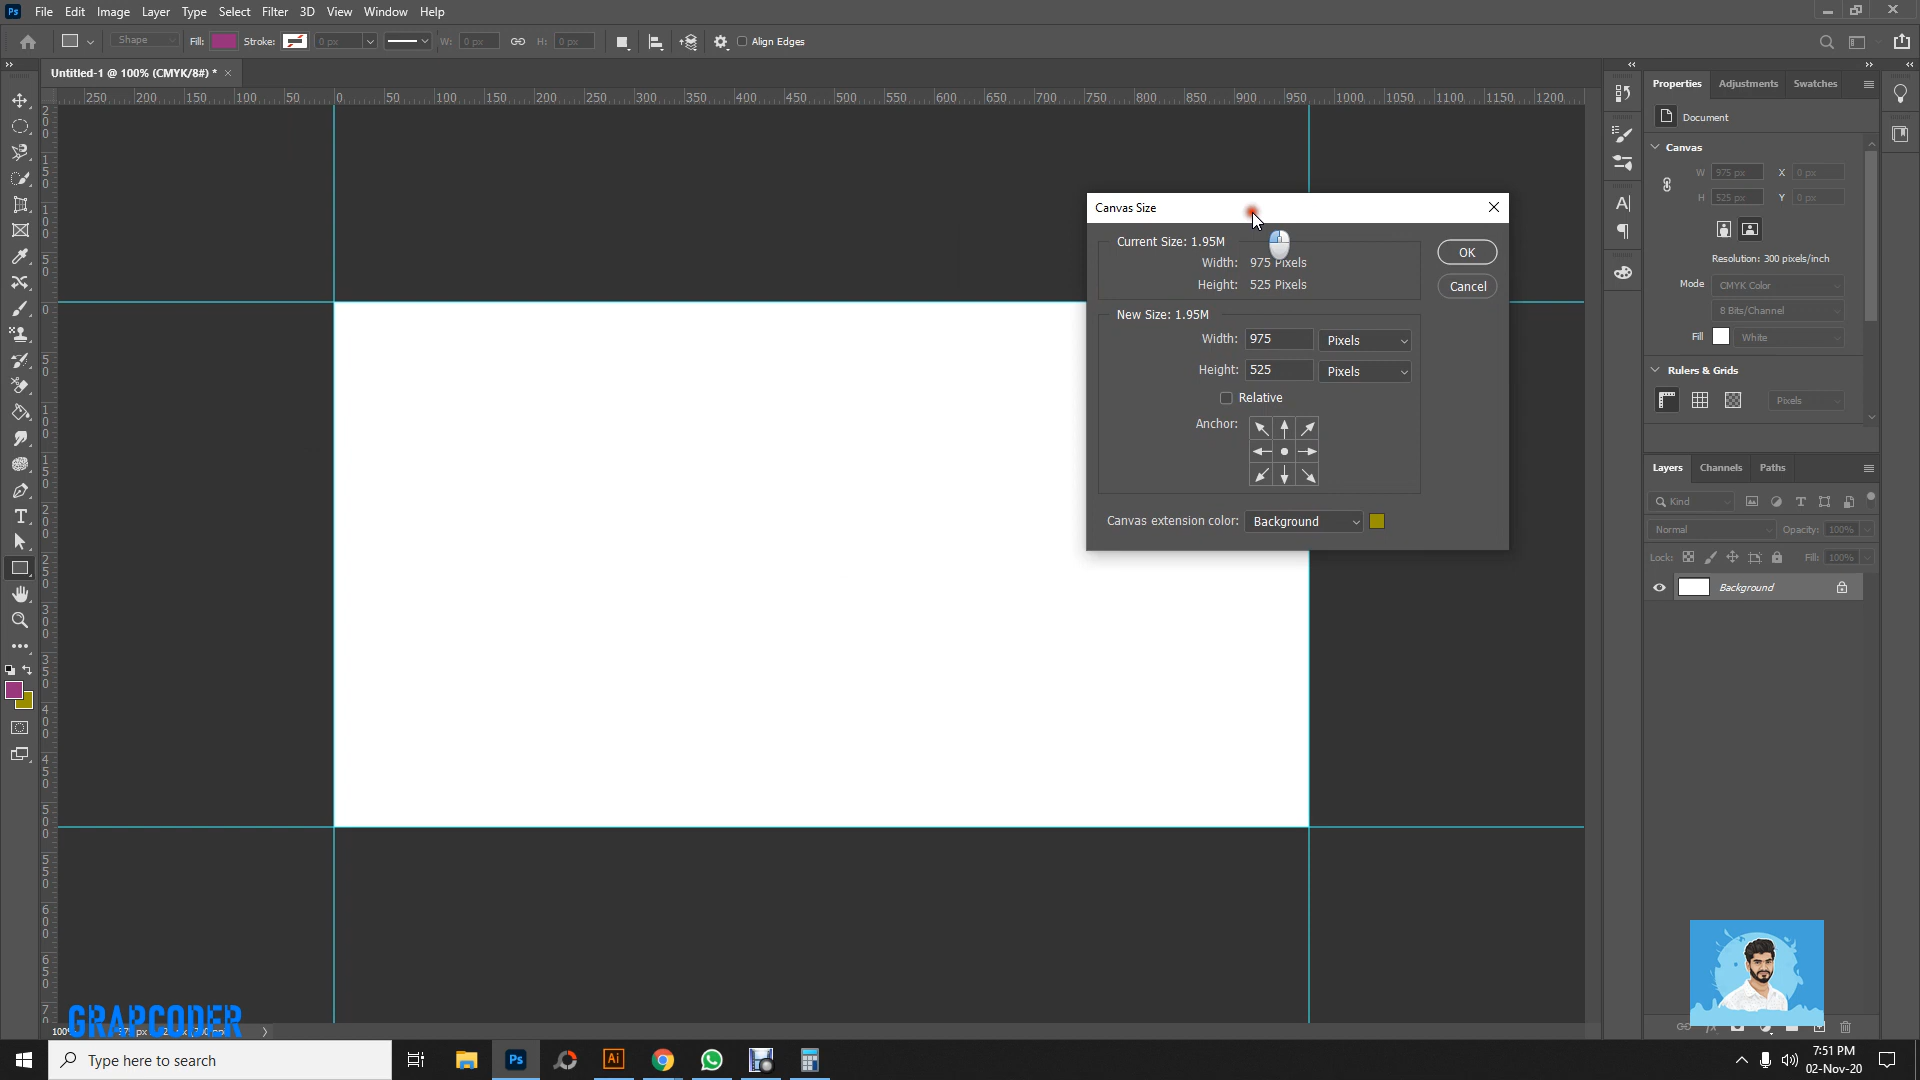 Ps File Edit Image Layer Type Select Filter 3D View Window Help
Shape Fill: Stroke: 0 px W: 0 px H: 0 px Align Edges
Untitled-1 @ 100% (CMYK/8#) * ×
250 200 150 100 50 0 50 100 150 200 250 300 350 400 450 500 550 600 650 700 750 800 850 900 950 1000 1050 1100 1150 1200
Properties Adjustments Swatches
Document
Canvas
W 975 px X 0 px
H 525 px Y 0 px
Resolution: 300 pixels/inch
Mode CMYK Color
8 Bits/Channel
Fill White
Rulers & Grids
Pixels
Canvas Size
Current Size: 1.95M
Width: 975 Pixels
Height: 525 Pixels
OK
Cancel
New Size: 1.95M
Width: 975 Pixels
Height: 525 Pixels
Relative
Anchor:
Canvas extension color: Background
Layers Channels Paths
Kind
Normal Opacity: 100%
Lock: Fill: 100%
Background
GRAPCODER
Type here to search
Ps Ai
7:51 PM
02-Nov-20